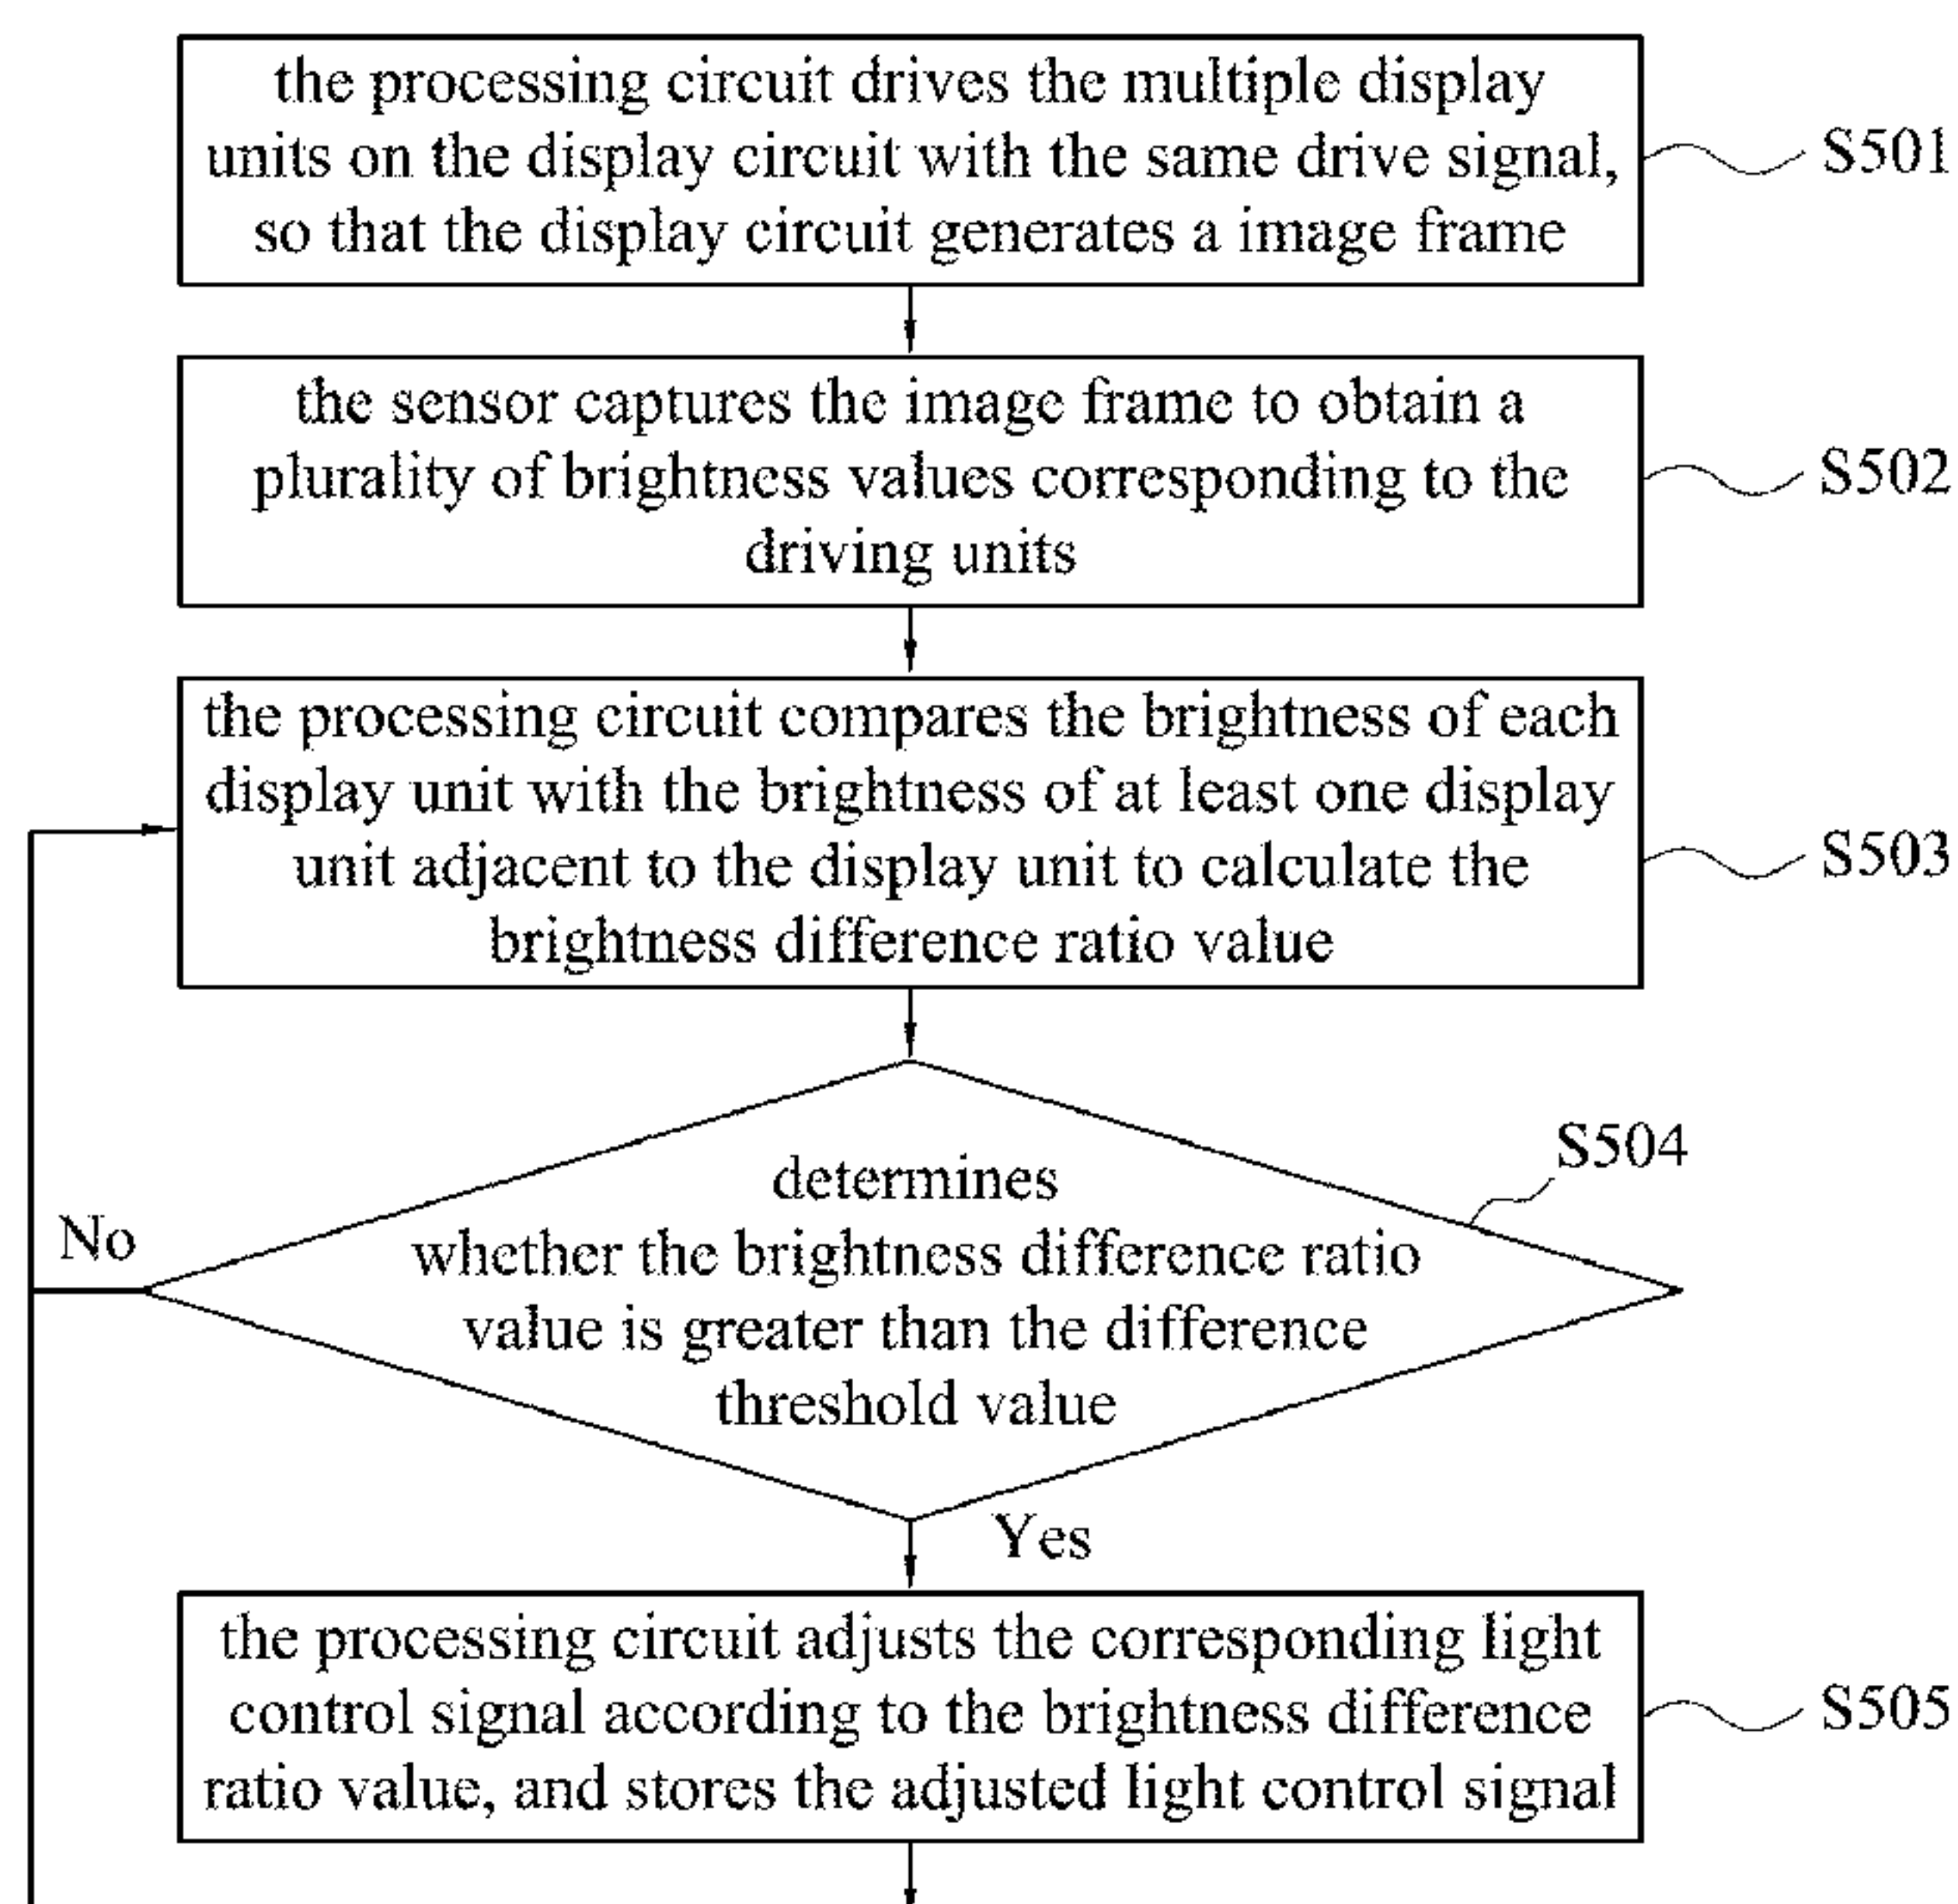 the processing circuit drives the multiple display
units on the display circuit with the same drive signal,
so that the display circuit generates a image frame
S501
the sensor captures the image frame to obtain a
plurality of brightness values corresponding to the
driving units
S502
the processing circuit compares the brightness of each
display unit with the brightness of at least one display
unit adjacent to the display unit to calculate the
brightness difference ratio value
S503
determines
whether the brightness difference ratio
value is greater than the difference
threshold value
S504
No
Yes
the processing circuit adjusts the corresponding light
control signal according to the brightness difference
ratio value, and stores the adjusted light control signal
S505